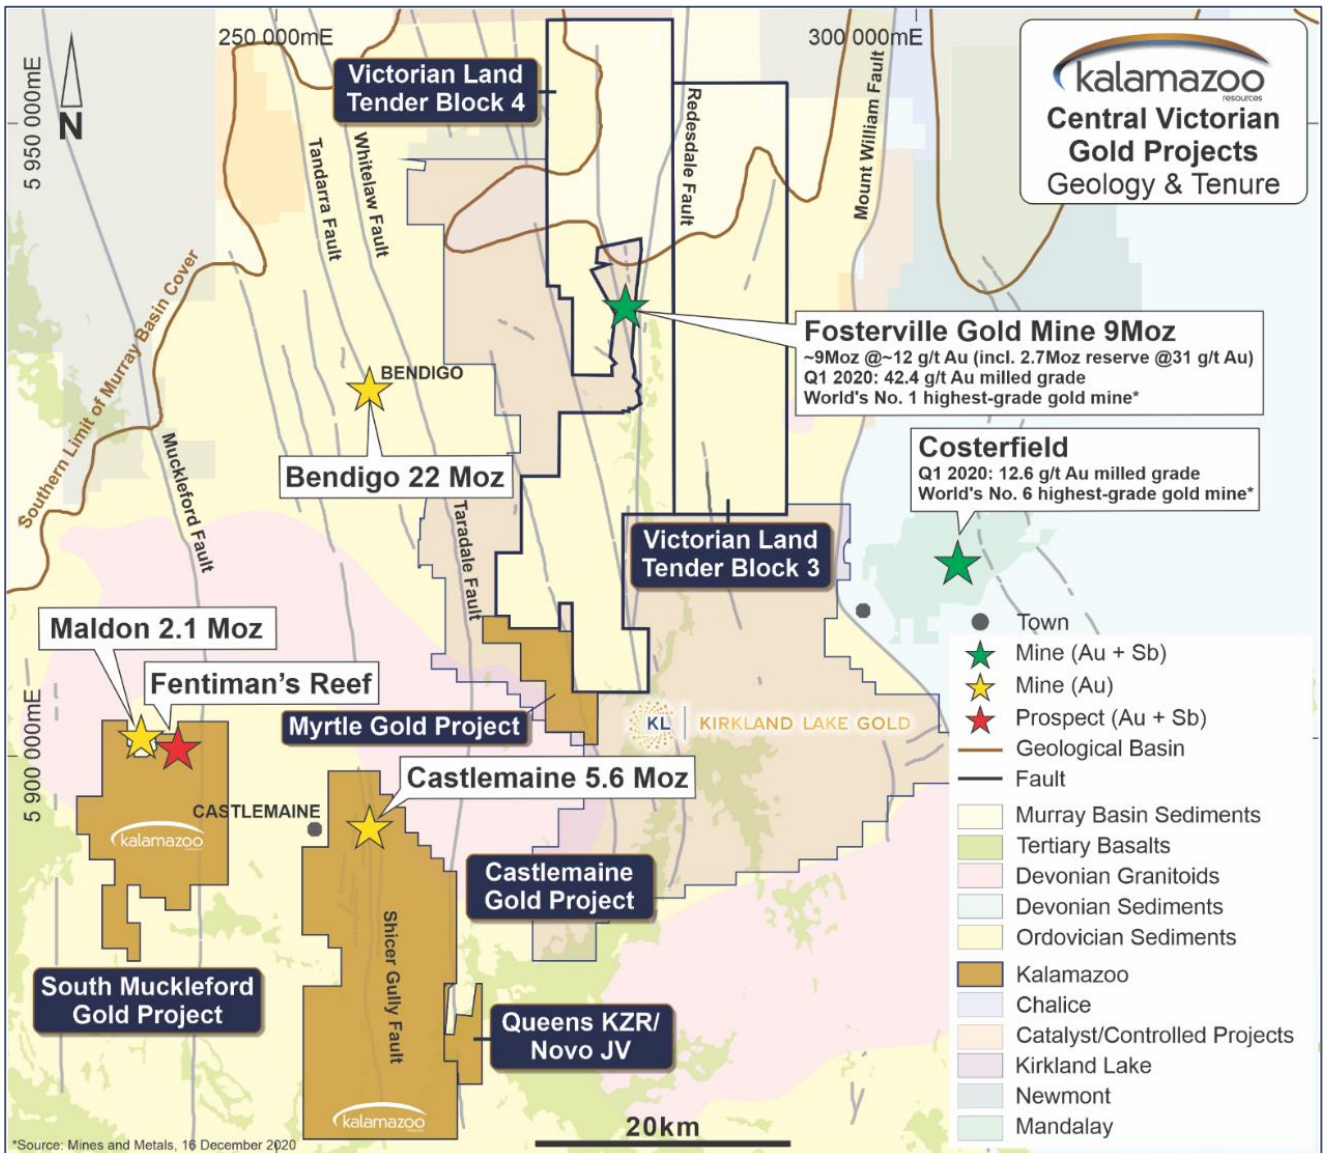 250 000mE
300 000mE
5 950 000mE
5 900 000mE
N
kalamazoo
resources
Central Victorian
Gold Projects
Geology & Tenure
Victorian Land
Tender Block 4
Tandarra Fault
Whitelaw Fault
Redesdale Fault
Mount William Fault
Southern Limit of Murray Basin Cover
Muckleford Fault
BENDIGO
Bendigo 22 Moz
Fosterville Gold Mine 9Moz
~9Moz @~12 g/t Au (incl. 2.7Moz reserve @31 g/t Au)
Q1 2020: 42.4 g/t Au milled grade
World's No. 1 highest-grade gold mine*
Costerfield
Q1 2020: 12.6 g/t Au milled grade
World's No. 6 highest-grade gold mine*
Taradale Fault
Victorian Land
Tender Block 3
Maldon 2.1 Moz
Fentiman's Reef
Myrtle Gold Project
KL
KIRKLAND LAKE GOLD
Castlemaine 5.6 Moz
CASTLEMAINE
kalamazoo
Castlemaine
Gold Project
South Muckleford
Gold Project
Shicer Gully Fault
Queens KZR/
Novo JV
kalamazoo
20km
*Source: Mines and Metals, 16 December 2020
Town
Mine (Au + Sb)
Mine (Au)
Prospect (Au + Sb)
Geological Basin
Fault
Murray Basin Sediments
Tertiary Basalts
Devonian Granitoids
Devonian Sediments
Ordovician Sediments
Kalamazoo
Chalice
Catalyst/Controlled Projects
Kirkland Lake
Newmont
Mandalay